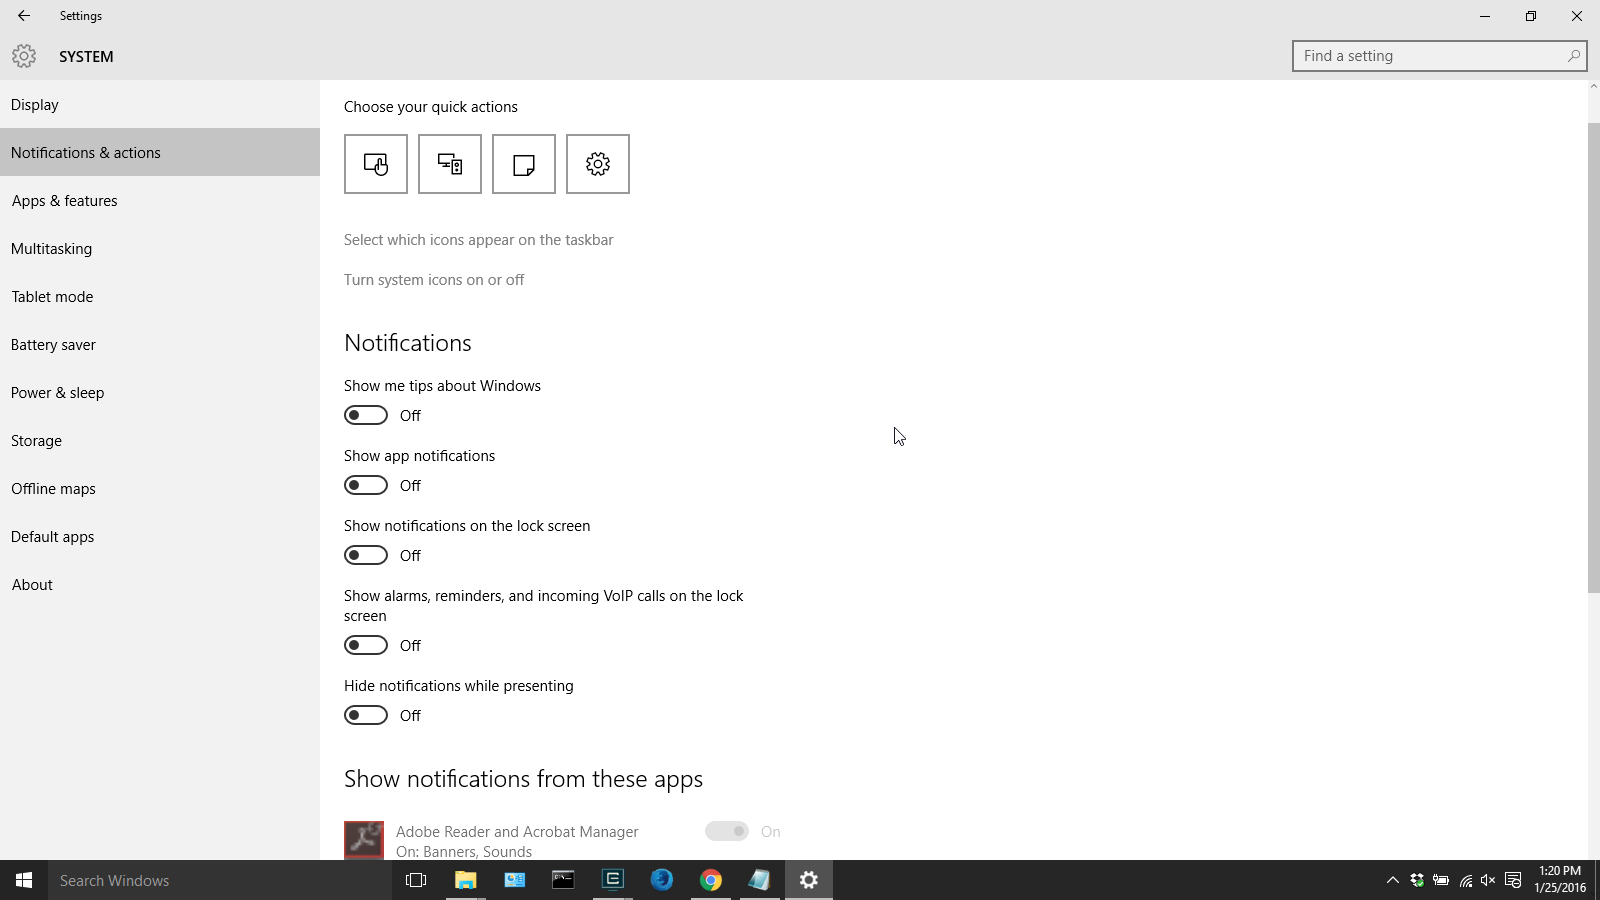 Settings
SYSTEM
Find a setting
Display
Notifications & actions
Apps & features
Multitasking
Tablet mode
Battery saver
Power & sleep
Storage
Offline maps
Default apps
About
Choose your quick actions
Select which icons appear on the taskbar
Turn system icons on or off
Notifications
Show me tips about Windows
Off
Show app notifications
Off
Show notifications on the lock screen
Off
Show alarms, reminders, and incoming VoIP calls on the lock
screen
Off
Hide notifications while presenting
Off
Show notifications from these apps
Adobe Reader and Acrobat Manager
On
On: Banners, Sounds
Search Windows
1:20 PM
1/25/2016